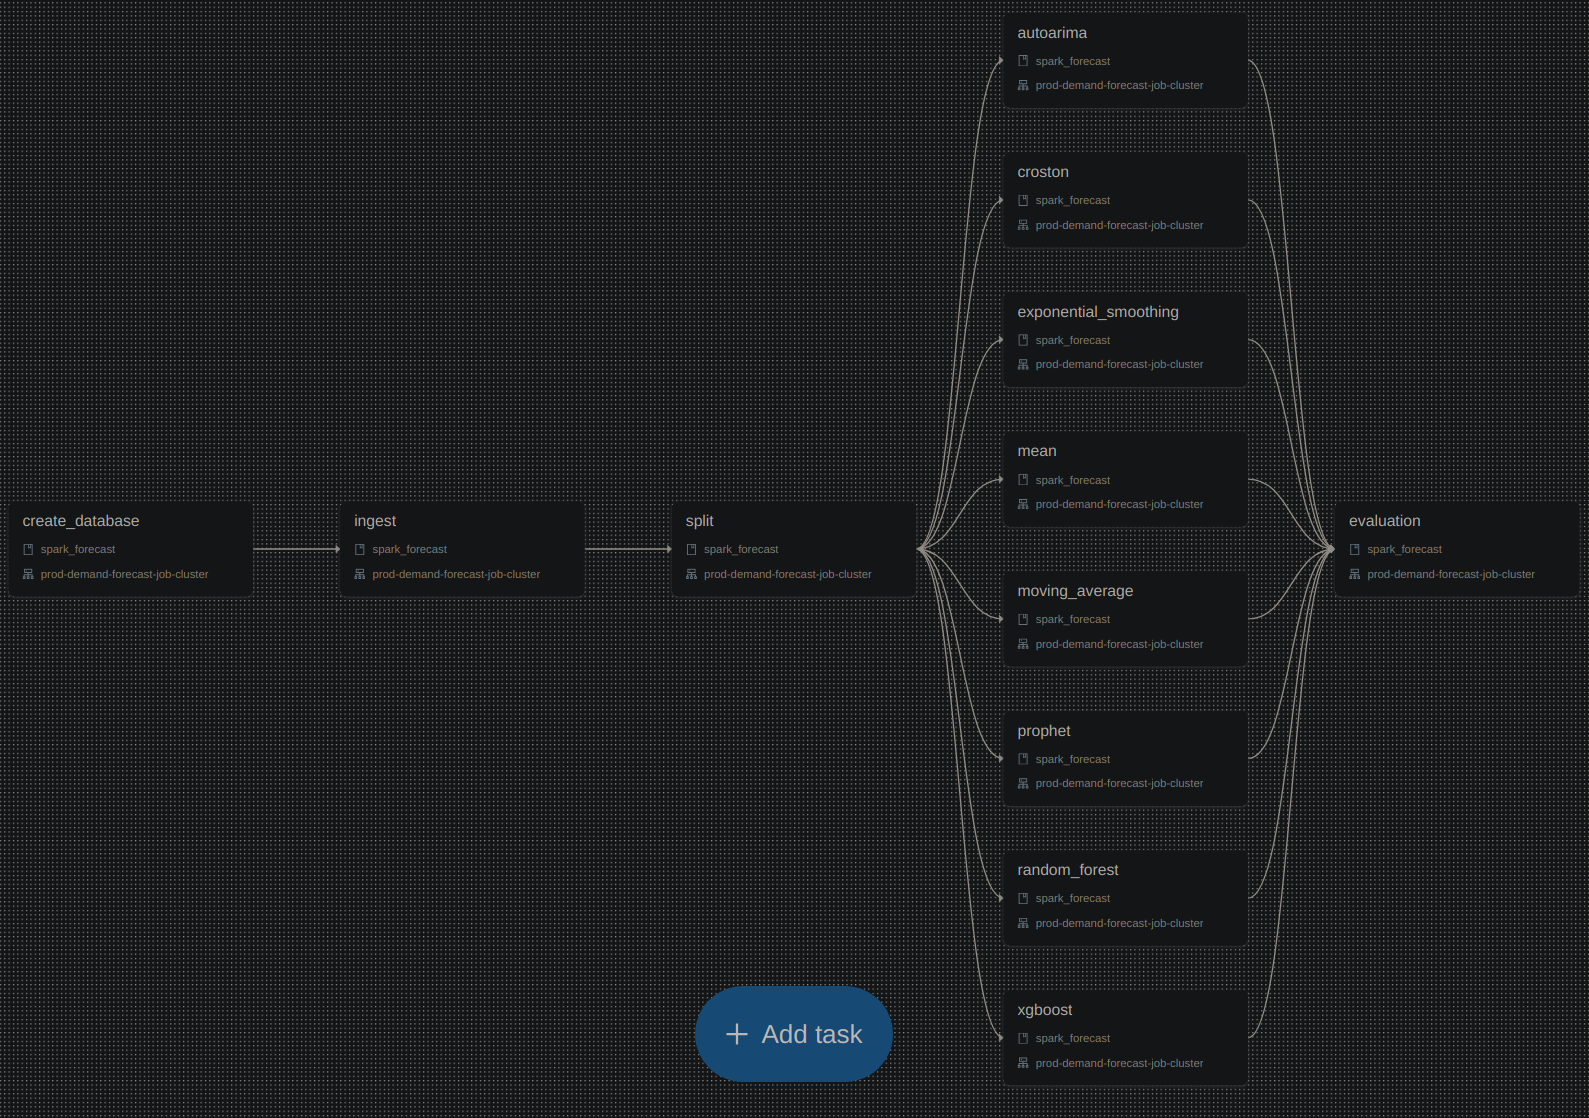 create_database
spark_forecast
prod-demand-forecast-job-cluster
ingest
spark_forecast
prod-demand-forecast-job-cluster
split
spark_forecast
prod-demand-forecast-job-cluster
autoarima
spark_forecast
prod-demand-forecast-job-cluster
croston
spark_forecast
prod-demand-forecast-job-cluster
exponential_smoothing
spark_forecast
prod-demand-forecast-job-cluster
mean
spark_forecast
prod-demand-forecast-job-cluster
moving_average
spark_forecast
prod-demand-forecast-job-cluster
prophet
spark_forecast
prod-demand-forecast-job-cluster
random_forest
spark_forecast
prod-demand-forecast-job-cluster
xgboost
spark_forecast
prod-demand-forecast-job-cluster
evaluation
spark_forecast
prod-demand-forecast-job-cluster
Add task